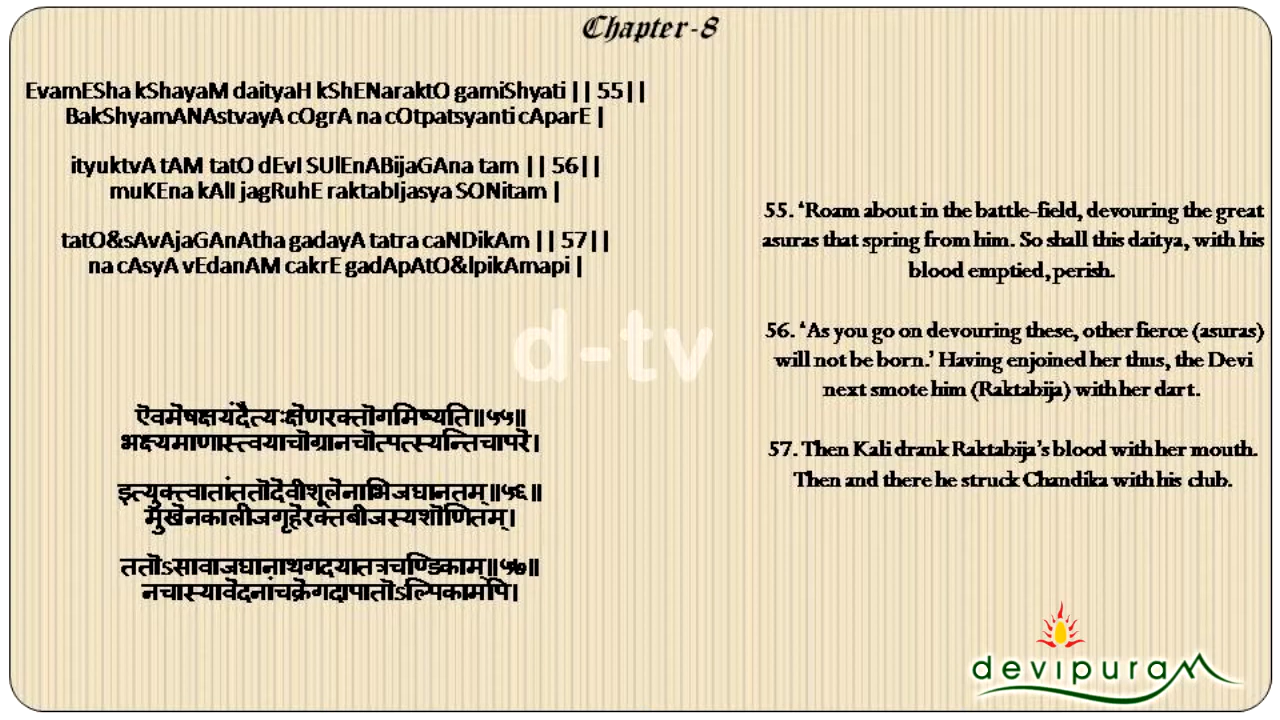 Chapter-8
EvamESha kShayaM daityaH kShENaraktO gamiShyati || 55||
BakShyamANAstvayA cOgrA na cOtpatsyanti cAparE |
ityuktvA tAM tatO dEvI SUlEnABijaGAna tam || 56||
muKEna kAlI jagRuhE raktabIjasya SONitam |
tatO&sAvAjaGAnAtha gadayA tatra caNDikAm || 57||
na cAsyA vEdanAM cakrE gadApAtO&lpikAmapi |
ऎवमॆषक्षयंदैत्यःक्षॆणरक्तॊगमिष्यति॥५५॥
भक्ष्यमाणास्त्वयाचॊग्रानचॊत्पत्स्यन्तिचापरॆ।
इत्युक्त्वातांततॊदॆवीशूलॆनाभिजघानतम्॥५६॥
मुखॆनकालीजगृहॆरक्तबीजस्यशॊणितम्।
ततॊऽसावाजघानाथगदयातत्रचण्डिकाम्॥५७॥
नचास्यावॆदनांचक्रॆगदापातॊऽल्पिकामपि।
55. ‘Roam about in the battle-field, devouring the great
asuras that spring from him. So shall this daitya, with his
blood emptied, perish.
56. ‘As you go on devouring these, other fierce (asuras)
will not be born.’ Having enjoined her thus, the Devi
next smote him (Raktabija) with her dart.
57. Then Kali drank Raktabija’s blood with her mouth.
Then and there he struck Chandika with his club.
d-tv
devipuram